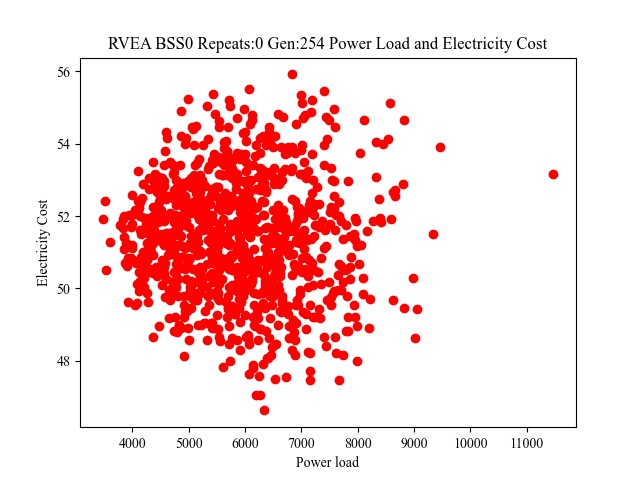 RVEA BSS0 Repeats:0 Gen:254 Power Load and Electricity Cost
56
54
52
50
48
Electricity Cost
4000 5000 6000 7000 8000 9000 10000 11000
Power load